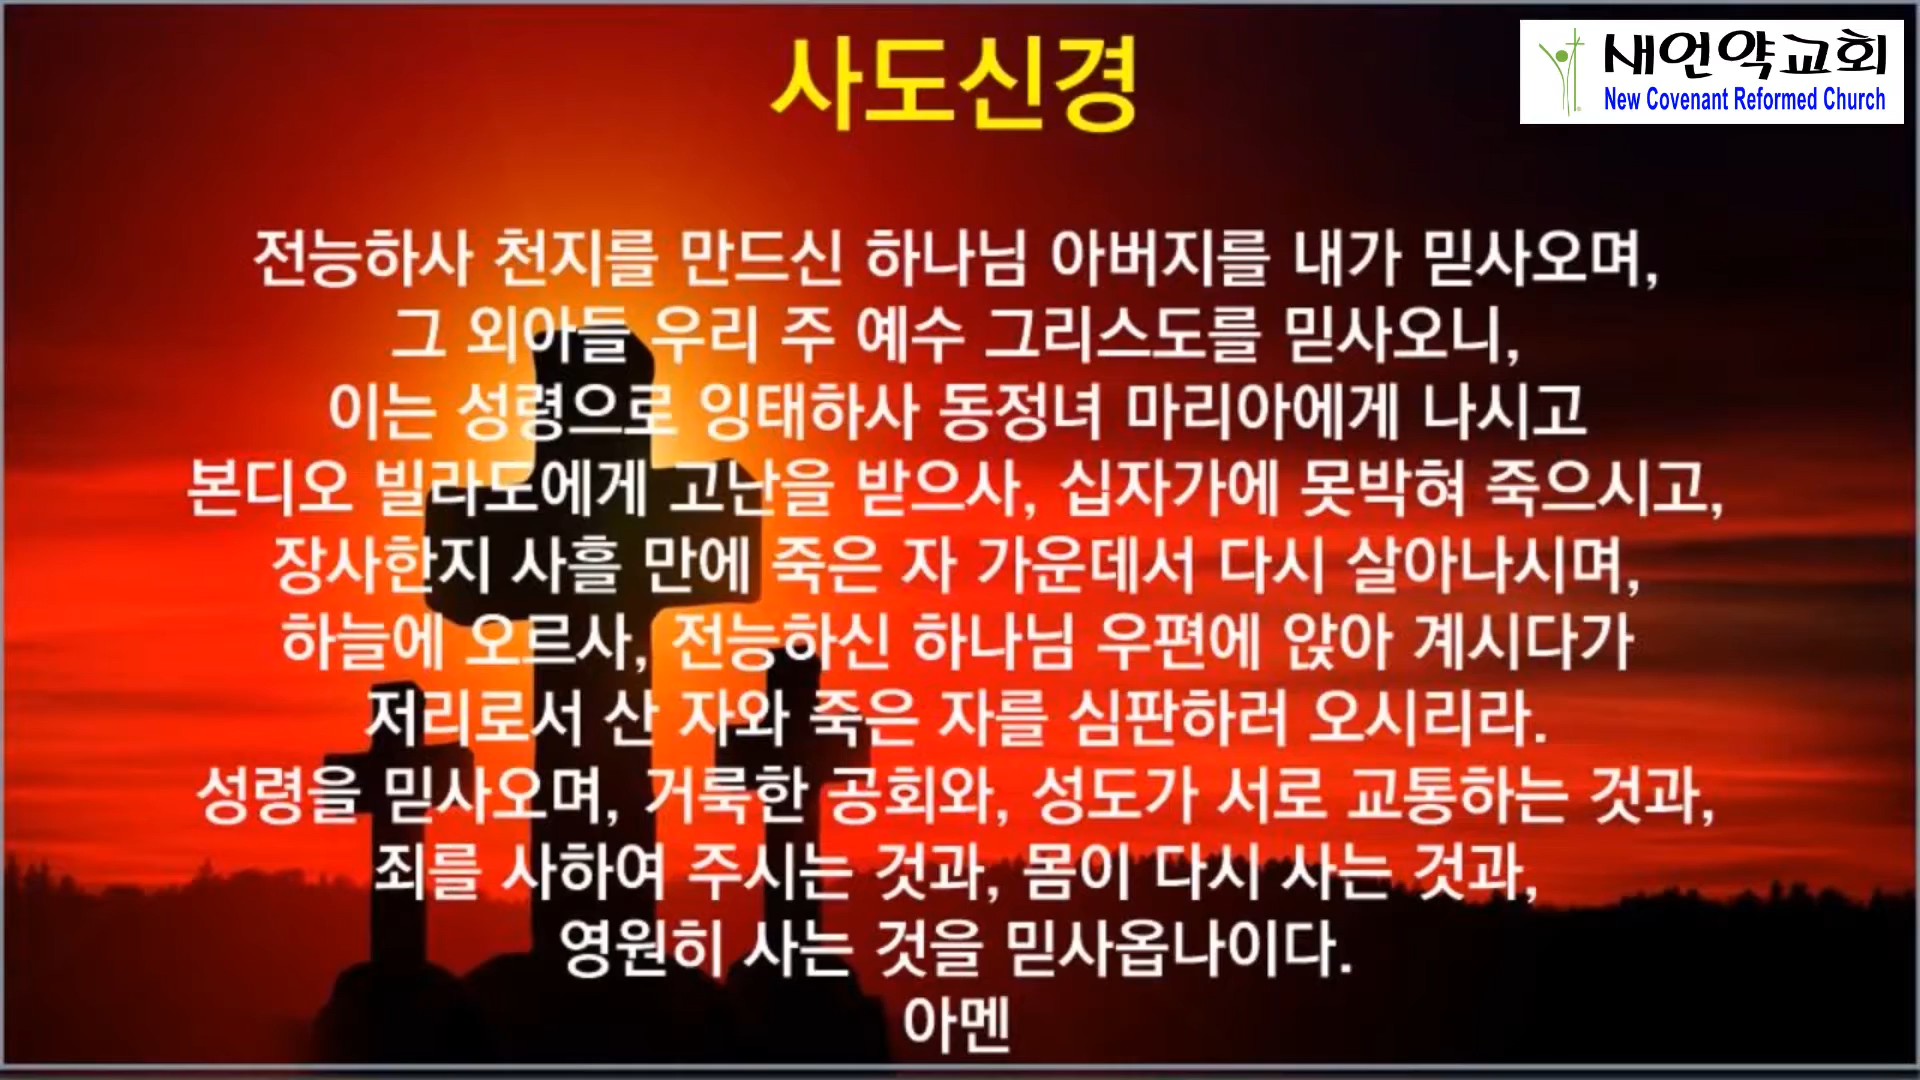 사도신경
새언약교회
New Covenant Reformed Church
전능하사 천지를 만드신 하나님 아버지를 내가 믿사오며,
그 외아들 우리 주 예수 그리스도를 믿사오니,
이는 성령으로 잉태하사 동정녀 마리아에게 나시고
본디오 빌라도에게 고난을 받으사, 십자가에 못박혀 죽으시고,
장사한지 사흘 만에 죽은 자 가운데서 다시 살아나시며,
하늘에 오르사, 전능하신 하나님 우편에 앉아 계시다가
저리로서 산 자와 죽은 자를 심판하러 오시리라.
성령을 믿사오며, 거룩한 공회와, 성도가 서로 교통하는 것과,
죄를 사하여 주시는 것과, 몸이 다시 사는 것과,
영원히 사는 것을 믿사옵나이다.
아멘